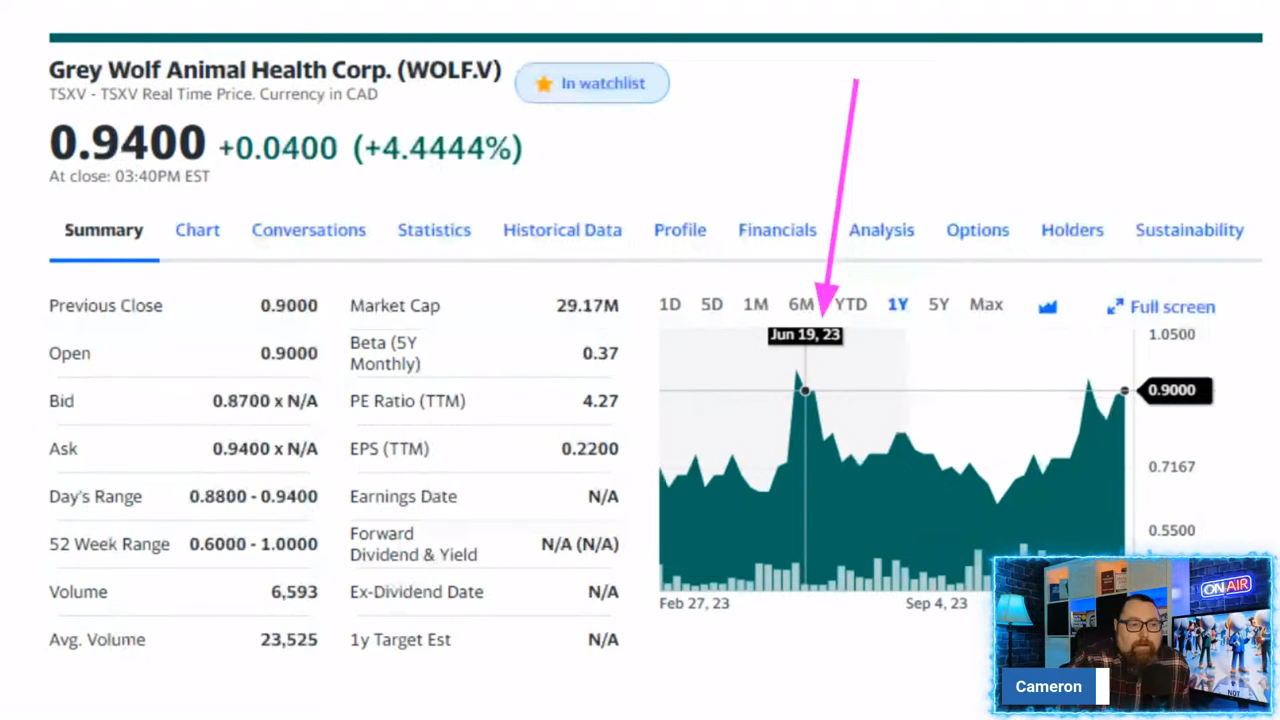 Grey Wolf Animal Health Corp. (WOLF.V)
In watchlist
TSXV - TSXV Real Time Price. Currency in CAD
0.9400 +0.0400 (+4.4444%)
At close: 03:40PM EST
Summary Chart Conversations Statistics Historical Data Profile Financials Analysis Options Holders Sustainability
Previous Close 0.9000
Open 0.9000
Bid 0.8700 x N/A
Ask 0.9400 x N/A
Day's Range 0.8800 - 0.9400
52 Week Range 0.6000 - 1.0000
Volume 6,593
Avg. Volume 23,525
Market Cap 29.17M
Beta (5Y
Monthly) 0.37
PE Ratio (TTM) 4.27
EPS (TTM) 0.2200
Earnings Date N/A
Forward
Dividend & Yield N/A (N/A)
Ex-Dividend Date N/A
1y Target Est N/A
1D 5D 1M 6M YTD 1Y 5Y Max Full screen
Jun 19, 23
1.0500
0.9000
0.7167
0.5500
Feb 27, 23 Sep 4, 23
ON AIR
NOT
Cameron